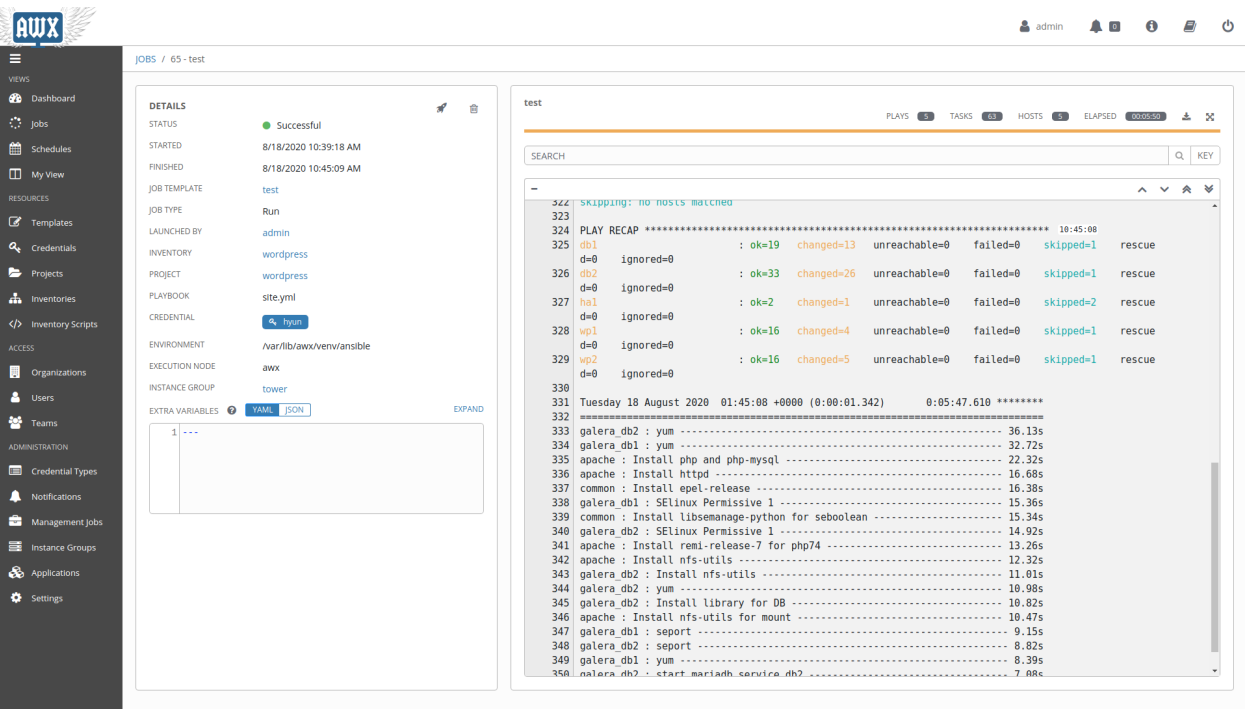 AWX
admin
0
JOBS / 65 - test
VIEWS
Dashboard
Jobs
Schedules
My View
RESOURCES
Templates
Credentials
Projects
Inventories
Inventory Scripts
ACCESS
Organizations
Users
Teams
ADMINISTRATION
Credential Types
Notifications
Management Jobs
Instance Groups
Applications
Settings
DETAILS
STATUS Successful
STARTED 8/18/2020 10:39:18 AM
FINISHED 8/18/2020 10:45:09 AM
JOB TEMPLATE test
JOB TYPE Run
LAUNCHED BY admin
INVENTORY wordpress
PROJECT wordpress
PLAYBOOK site.yml
CREDENTIAL hyun
ENVIRONMENT /var/lib/awx/venv/ansible
EXECUTION NODE awx
INSTANCE GROUP tower
EXTRA VARIABLES ? YAML JSON EXPAND
1 ---
test
PLAYS 5 TASKS 63 HOSTS 5 ELAPSED 00:05:50
SEARCH KEY
322 skipping: no hosts matched
323
324 PLAY RECAP ********************************************************************* 10:45:08
325 db1 : ok=19 changed=13 unreachable=0 failed=0 skipped=1 rescue
d=0 ignored=0
326 db2 : ok=33 changed=26 unreachable=0 failed=0 skipped=1 rescue
d=0 ignored=0
327 ha1 : ok=2 changed=1 unreachable=0 failed=0 skipped=2 rescue
d=0 ignored=0
328 wp1 : ok=16 changed=4 unreachable=0 failed=0 skipped=1 rescue
d=0 ignored=0
329 wp2 : ok=16 changed=5 unreachable=0 failed=0 skipped=1 rescue
d=0 ignored=0
330
331 Tuesday 18 August 2020 01:45:08 +0000 (0:00:01.342) 0:05:47.610 ********
332 ===============================================================================
333 galera_db2 : yum ------------------------------------------------------- 36.13s
334 galera_db1 : yum ------------------------------------------------------- 32.72s
335 apache : Install php and php-mysql ------------------------------------- 22.32s
336 apache : Install httpd ------------------------------------------------- 16.68s
337 common : Install epel-release ------------------------------------------ 16.38s
338 galera_db1 : SElinux Permissive 1 -------------------------------------- 15.36s
339 common : Install libsemanage-python for seboolean ---------------------- 15.34s
340 galera_db2 : SElinux Permissive 1 -------------------------------------- 14.92s
341 apache : Install remi-release-7 for php74 ------------------------------ 13.26s
342 apache : Install nfs-utils --------------------------------------------- 12.32s
343 galera_db2 : Install nfs-utils ----------------------------------------- 11.01s
344 galera_db2 : yum ------------------------------------------------------- 10.98s
345 galera_db2 : Install library for DB ------------------------------------ 10.82s
346 apache : Install nfs-utils for mount ----------------------------------- 10.47s
347 galera_db1 : seport ----------------------------------------------------- 9.15s
348 galera_db2 : seport ----------------------------------------------------- 8.82s
349 galera_db1 : yum -------------------------------------------------------- 8.39s
350 galera_db2 : start mariadb service db2 ---------------------------------- 7.08s